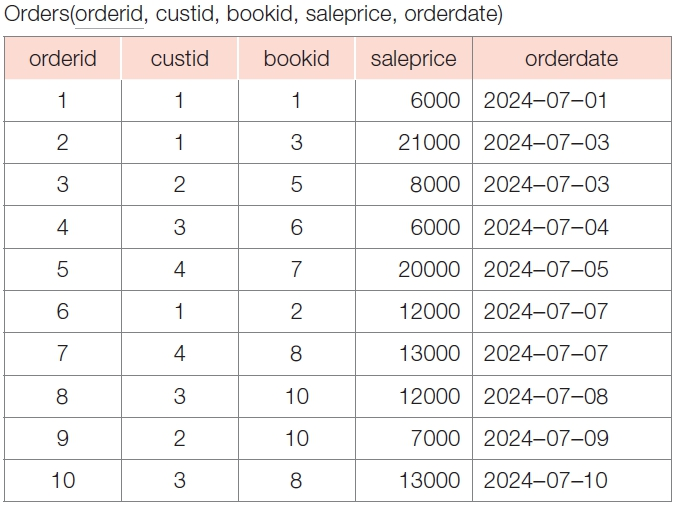 Orders(orderid, custid, bookid, saleprice, orderdate)
orderid custid bookid saleprice orderdate
1 1 1 6000 2024–07–01
2 1 3 21000 2024–07–03
3 2 5 8000 2024–07–03
4 3 6 6000 2024–07–04
5 4 7 20000 2024–07–05
6 1 2 12000 2024–07–07
7 4 8 13000 2024–07–07
8 3 10 12000 2024–07–08
9 2 10 7000 2024–07–09
10 3 8 13000 2024–07–10